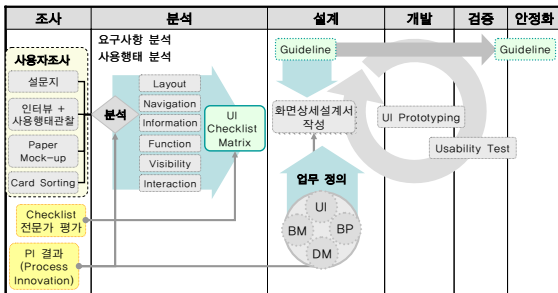 조사
분석
설계
개발
검증
안정화
사용자조사
설문지
인터뷰 +
사용행태관찰
Paper
Mock-up
Card Sorting
Checklist
전문가 평가
PI 결과
(Process
Innovation)
요구사항 분석
사용행태 분석
분석
Layout
Navigation
Information
Function
Visibility
Interaction
UI
Checklist
Matrix
Guideline
화면상세설계서
작성
업무 정의
UI
BM
BP
DM
UI Prototyping
Usability Test
Guideline